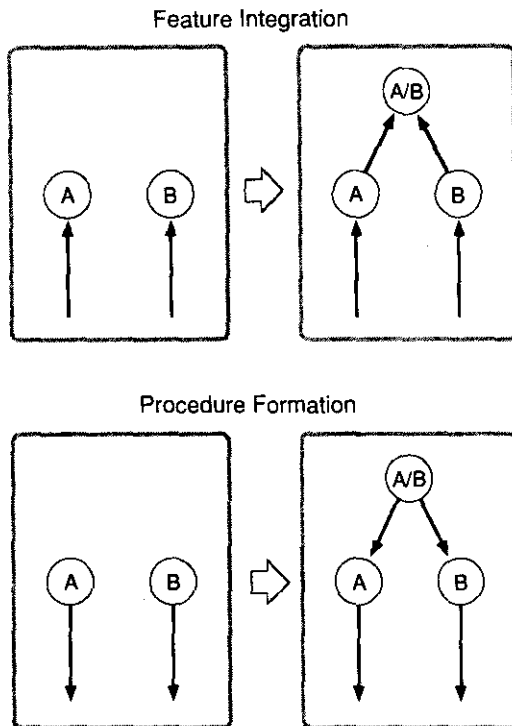 Feature Integration
A/B
A B A B
Procedure Formation
A/B
A B A B